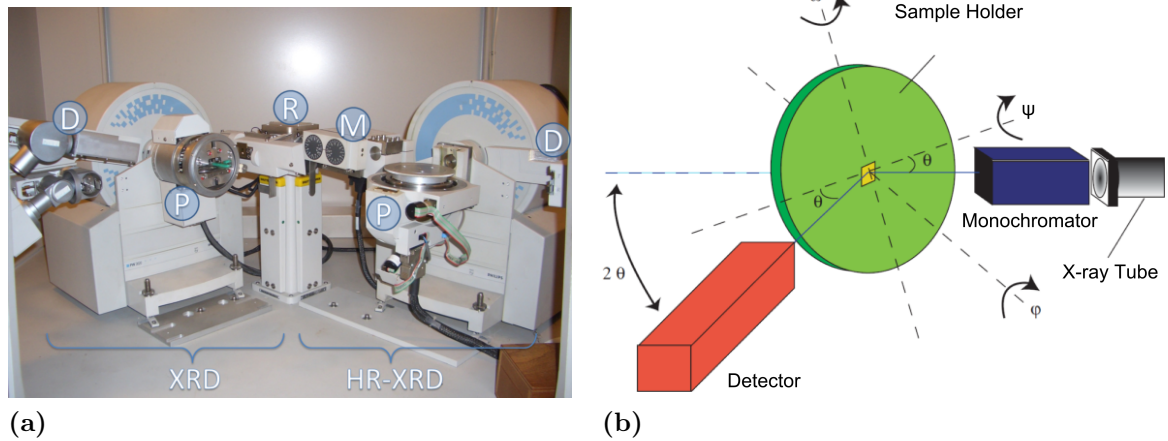 D
R
M
D
P
P
XRD
HR-XRD
(a)
Sample Holder
Ψ
θ
θ
Monochromator
X-ray Tube
2 θ
φ
Detector
(b)